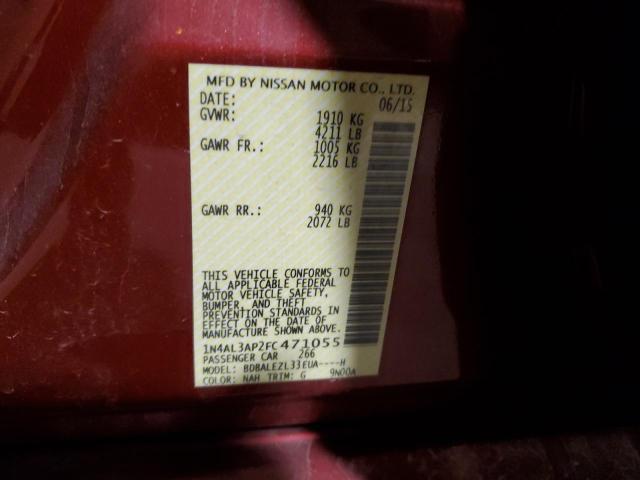 MFD BY NISSAN MOTOR CO., LTD.
DATE: 06/15
GVWR: 1910 KG
4211 LB
GAWR FR.: 1005 KG
2216 LB
GAWR RR.: 940 KG
2072 LB
THIS VEHICLE CONFORMS TO
ALL APPLICABLE FEDERAL
MOTOR VEHICLE SAFETY,
BUMPER, AND THEFT
PREVENTION STANDARDS IN
EFFECT ON THE DATE OF
MANUFACTURE SHOWN ABOVE.
1N4AL3AP2FC471055
PASSENGER CAR 266
MODEL: BDBALEZL33EUA----H
COLOR: NAH TRIM: G 9N00A